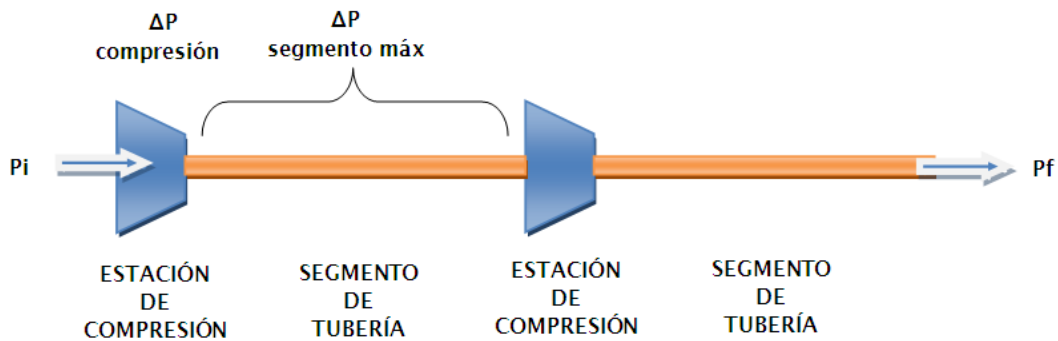 ΔP
compresión
ΔP
segmento máx
Pi
Pf
ESTACIÓN
DE
COMPRESIÓN
SEGMENTO
DE
TUBERÍA
ESTACIÓN
DE
COMPRESIÓN
SEGMENTO
DE
TUBERÍA